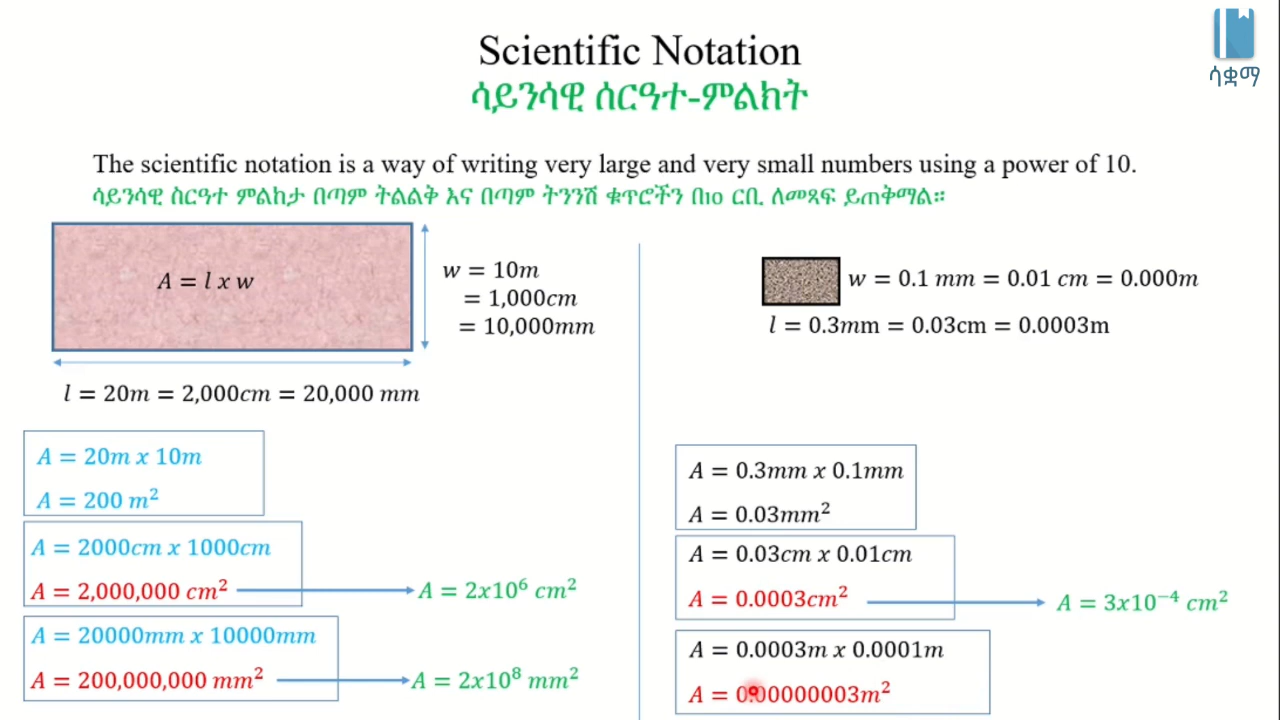 ሳቋማ
Scientific Notation
ሳይንሳዊ ሰርዓተ-ምልክት
The scientific notation is a way of writing very large and very small numbers using a power of 10.
ሳይንሳዊ ስርዓተ ምልከታ በጣም ትልልቅ እና በጣም ትንንሽ ቁጥሮችን በ10 ርቢ ለመጻፍ ይጠቅማል።
A = l x w
w = 10m
= 1,000cm
= 10,000mm
l = 20m = 2,000cm = 20,000 mm
A = 20m x 10m
A = 200 m²
A = 2000cm x 1000cm
A = 2,000,000 cm²
A = 2x10⁶ cm²
A = 20000mm x 10000mm
A = 200,000,000 mm²
A = 2x10⁸ mm²
w = 0.1 mm = 0.01 cm = 0.000m
l = 0.3mm = 0.03cm = 0.0003m
A = 0.3mm x 0.1mm
A = 0.03mm²
A = 0.03cm x 0.01cm
A = 0.0003cm²
A = 3x10⁻⁴ cm²
A = 0.0003m x 0.0001m
A = 0.00000003m²